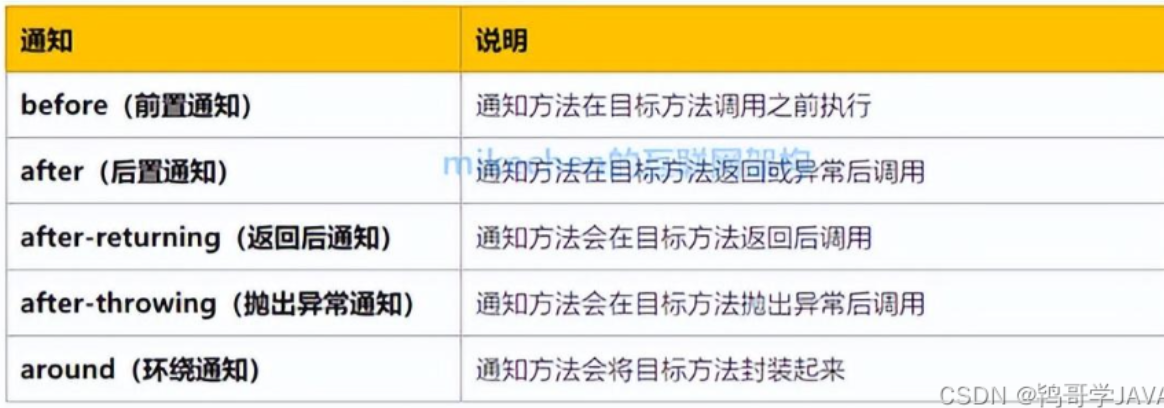 通知 说明
before（前置通知） 通知方法在目标方法调用之前执行
mikechen的互联网架构
after（后置通知） 通知方法在目标方法返回或异常后调用
after-returning（返回后通知） 通知方法会在目标方法返回后调用
after-throwing（抛出异常通知） 通知方法会在目标方法抛出异常后调用
around（环绕通知） 通知方法会将目标方法封装起来
CSDN @鸨哥学JAVA